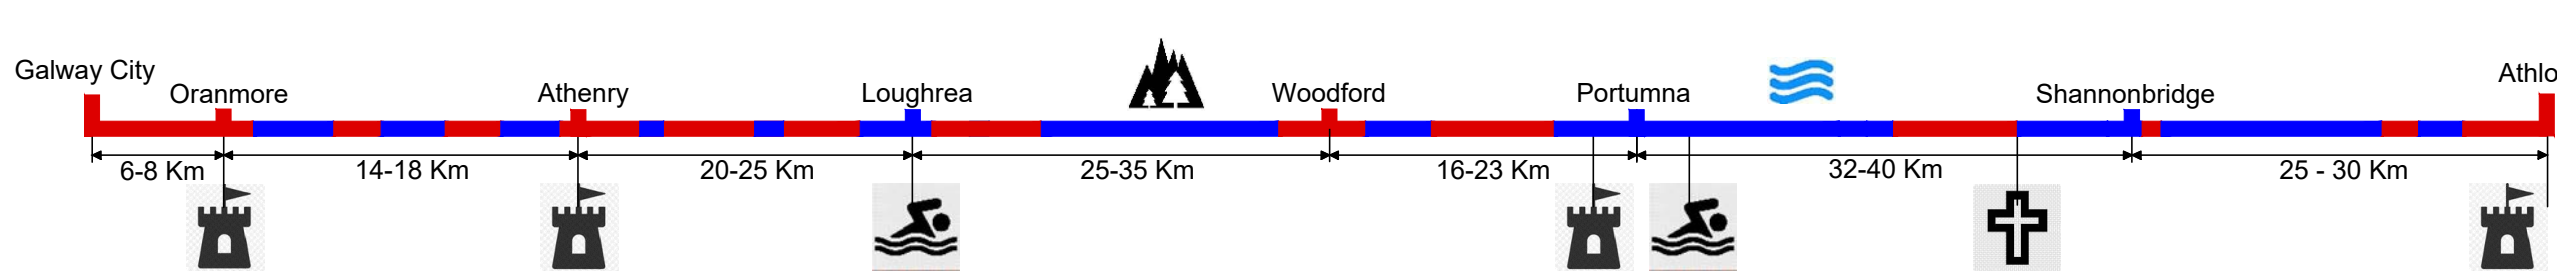 Galway City
Oranmore
Athenry
Loughrea
Woodford
Portumna
Shannonbridge
Athlo
6-8 Km
14-18 Km
20-25 Km
25-35 Km
16-23 Km
32-40 Km
25 - 30 Km